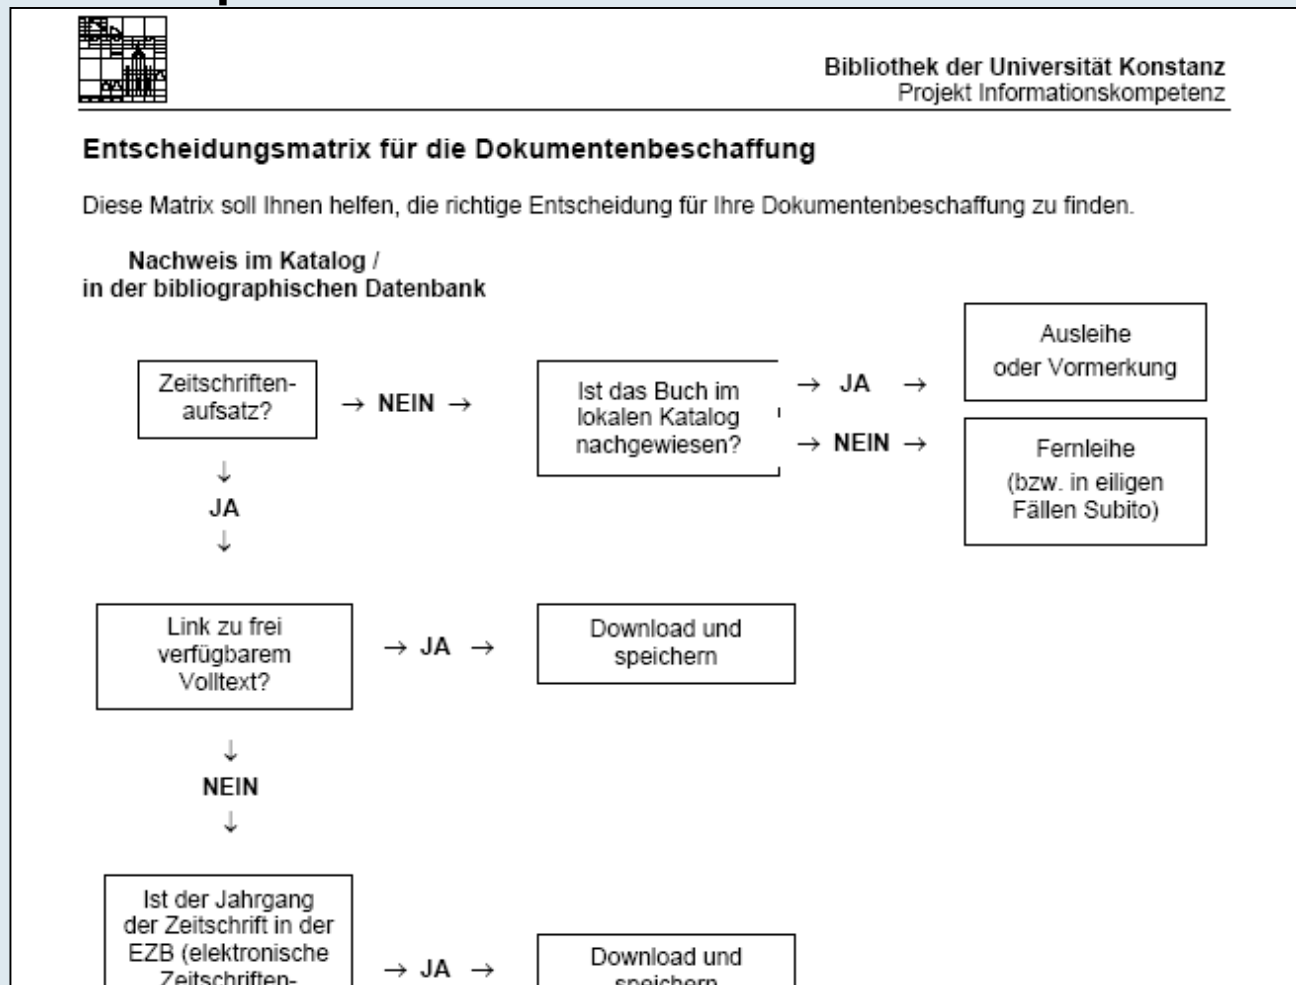 Bibliothek der Universität Konstanz
Projekt Informationskompetenz
Entscheidungsmatrix für die Dokumentenbeschaffung
Diese Matrix soll Ihnen helfen, die richtige Entscheidung für Ihre Dokumentenbeschaffung zu finden.
Nachweis im Katalog /
in der bibliographischen Datenbank
Zeitschriften-
aufsatz?
→ NEIN →
Ist das Buch im
lokalen Katalog
nachgewiesen?
→ JA →
Ausleihe
oder Vormerkung
→ NEIN →
Fernleihe
(bzw. in eiligen
Fällen Subito)
↓
JA
↓
Link zu frei
verfügbarem
Volltext?
→ JA →
Download und
speichern
↓
NEIN
↓
Ist der Jahrgang
der Zeitschrift in der
EZB (elektronische
Zeitschriften-
→ JA →
Download und
speichern